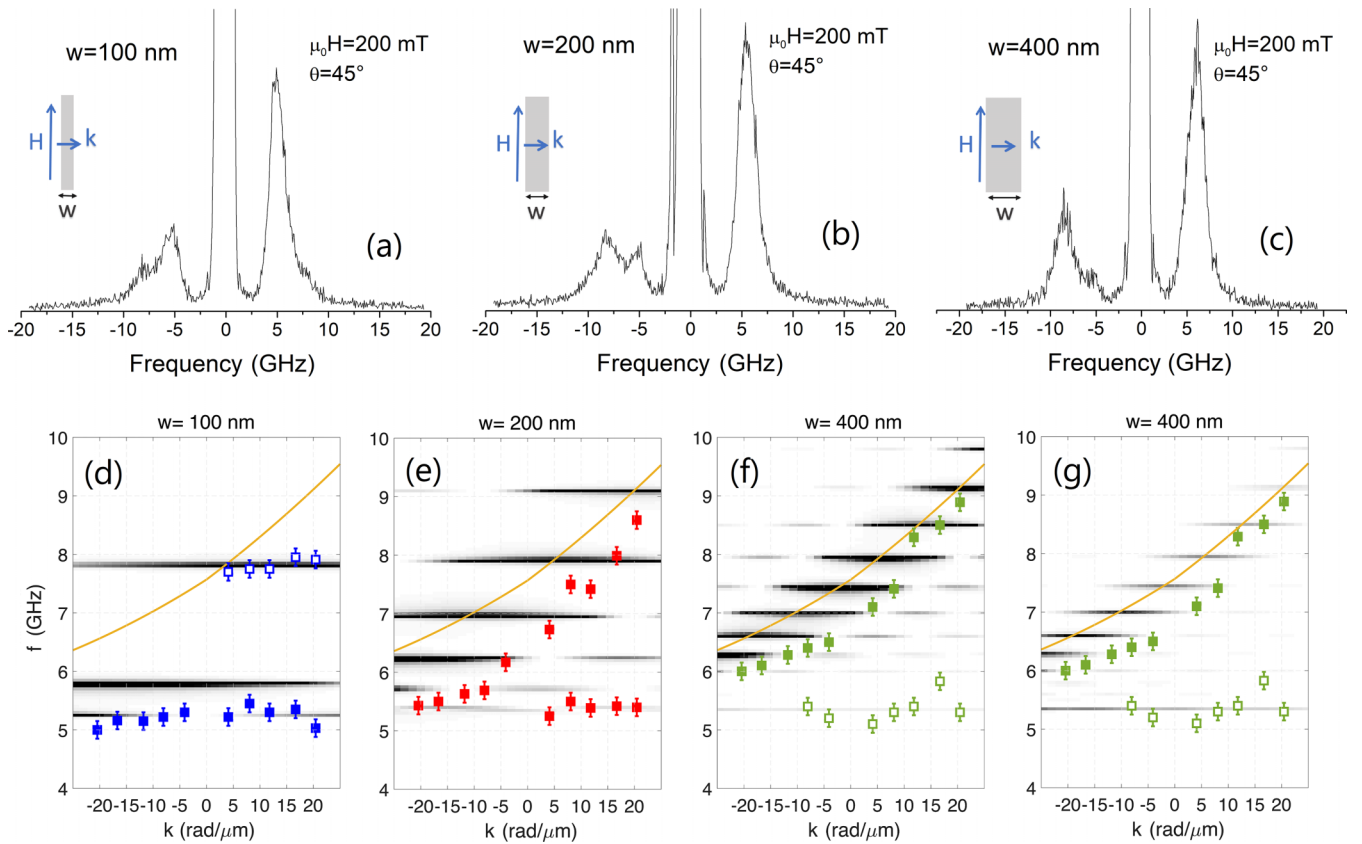 w=100 nm
μ₀H=200 mT
θ=45°
H
k
w
(a)
-20 -15 -10 -5 0 5 10 15 20
Frequency (GHz)
w=200 nm
μ₀H=200 mT
θ=45°
H
k
w
(b)
-20 -15 -10 -5 0 5 10 15 20
Frequency (GHz)
w=400 nm
μ₀H=200 mT
θ=45°
H
k
w
(c)
-20 -15 -10 -5 0 5 10 15 20
Frequency (GHz)
w= 100 nm
(d)
f (GHz)
10
9
8
7
6
5
4
-20 -15 -10 -5 0 5 10 15 20
k (rad/μm)
w= 200 nm
(e)
10
9
8
7
6
5
4
-20 -15 -10 -5 0 5 10 15 20
k (rad/μm)
w= 400 nm
(f)
10
9
8
7
6
5
4
-20 -15 -10 -5 0 5 10 15 20
k (rad/μm)
w= 400 nm
(g)
10
9
8
7
6
5
4
-20 -15 -10 -5 0 5 10 15 20
k (rad/μm)